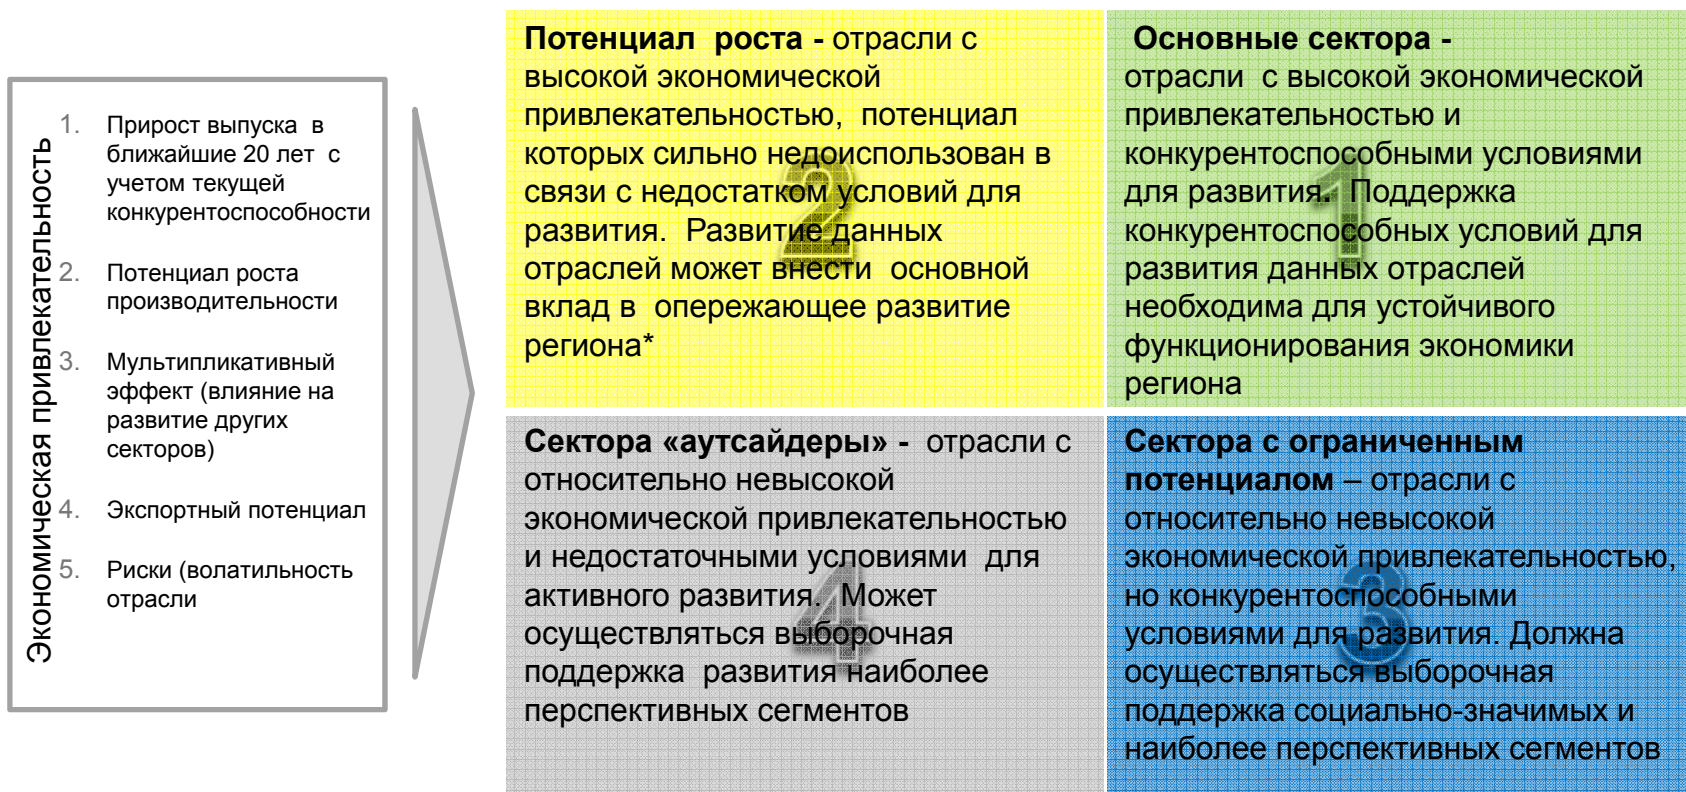 Экономическая привлекательность
1. Прирост выпуска в
ближайшие 20 лет с
учетом текущей
конкурентоспособности
2. Потенциал роста
производительности
3. Мультипликативный
эффект (влияние на
развитие других
секторов)
4. Экспортный потенциал
5. Риски (волатильность
отрасли
Потенциал роста - отрасли с
высокой экономической
привлекательностью, потенциал
которых сильно недоиспользован в
связи с недостатком условий для
развития. Развитие данных
отраслей может внести основной
вклад в опережающее развитие
региона*
2
Основные сектора -
отрасли с высокой экономической
привлекательностью и
конкурентоспособными условиями
для развития. Поддержка
конкурентоспособных условий для
развития данных отраслей
необходима для устойчивого
функционирования экономики
региона
1
Сектора «аутсайдеры» - отрасли с
относительно невысокой
экономической привлекательностью
и недостаточными условиями для
активного развития. Может
осуществляться выборочная
поддержка развития наиболее
перспективных сегментов
4
Сектора с ограниченным
потенциалом – отрасли с
относительно невысокой
экономической привлекательностью,
но конкурентоспособными
условиями для развития. Должна
осуществляться выборочная
поддержка социально-значимых и
наиболее перспективных сегментов
3